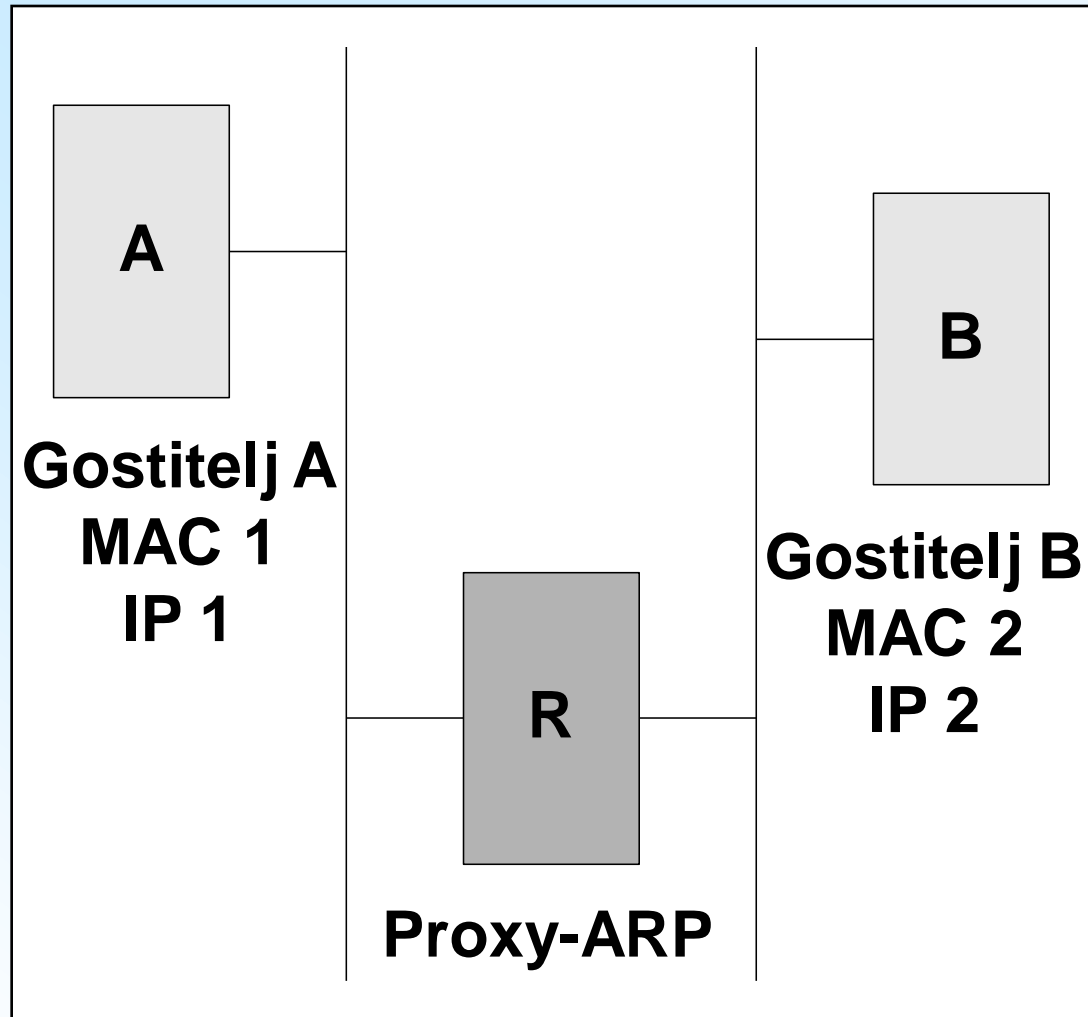 A
Gostitelj A
MAC 1
IP 1
B
Gostitelj B
MAC 2
IP 2
R
Proxy-ARP